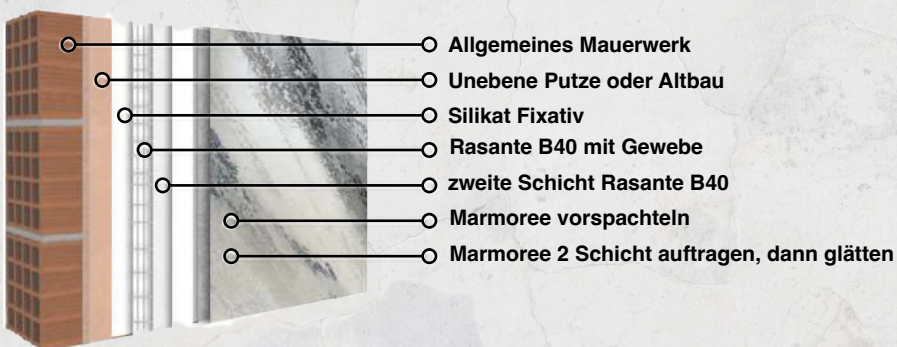 Allgemeines Mauerwerk
Unebene Putze oder Altbau
Silikat Fixativ
Rasante B40 mit Gewebe
zweite Schicht Rasante B40
Marmoree vorspachteln
Marmoree 2 Schicht auftragen, dann glätten